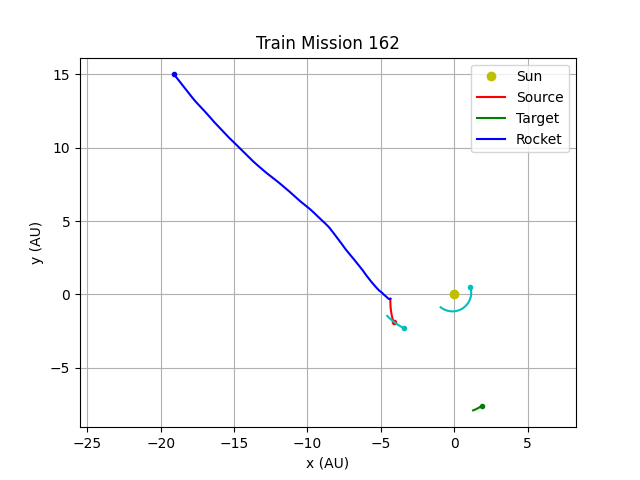 Train Mission 162
Sun
Source
Target
Rocket
15
10
5
0
−5
y (AU)
−25
−20
−15
−10
−5
0
5
x (AU)